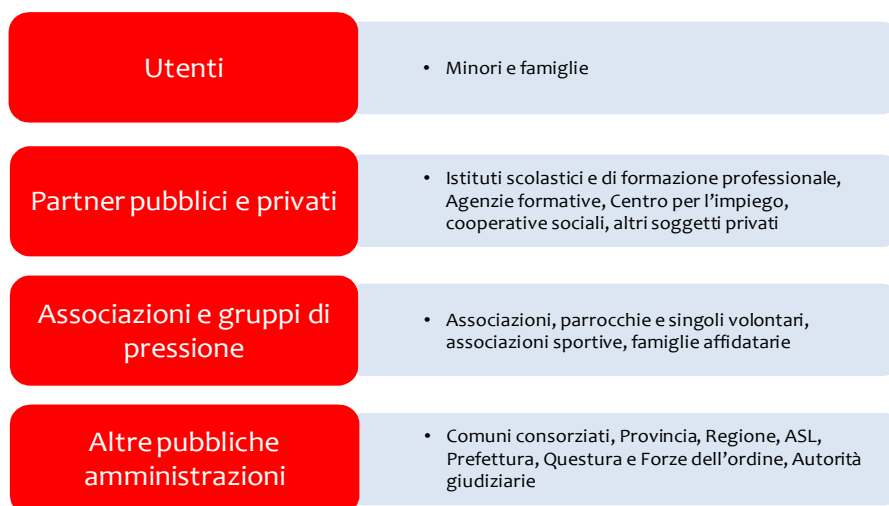 Utenti
• Minori e famiglie
Partner pubblici e privati
• Istituti scolastici e di formazione professionale,
Agenzie formative, Centro per l'impiego,
cooperative sociali, altri soggetti privati
Associazioni e gruppi di
pressione
• Associazioni, parrocchie e singoli volontari,
associazioni sportive, famiglie affidatarie
Altre pubbliche
amministrazioni
• Comuni consorziati, Provincia, Regione, ASL,
Prefettura, Questura e Forze dell'ordine, Autorità
giudiziarie